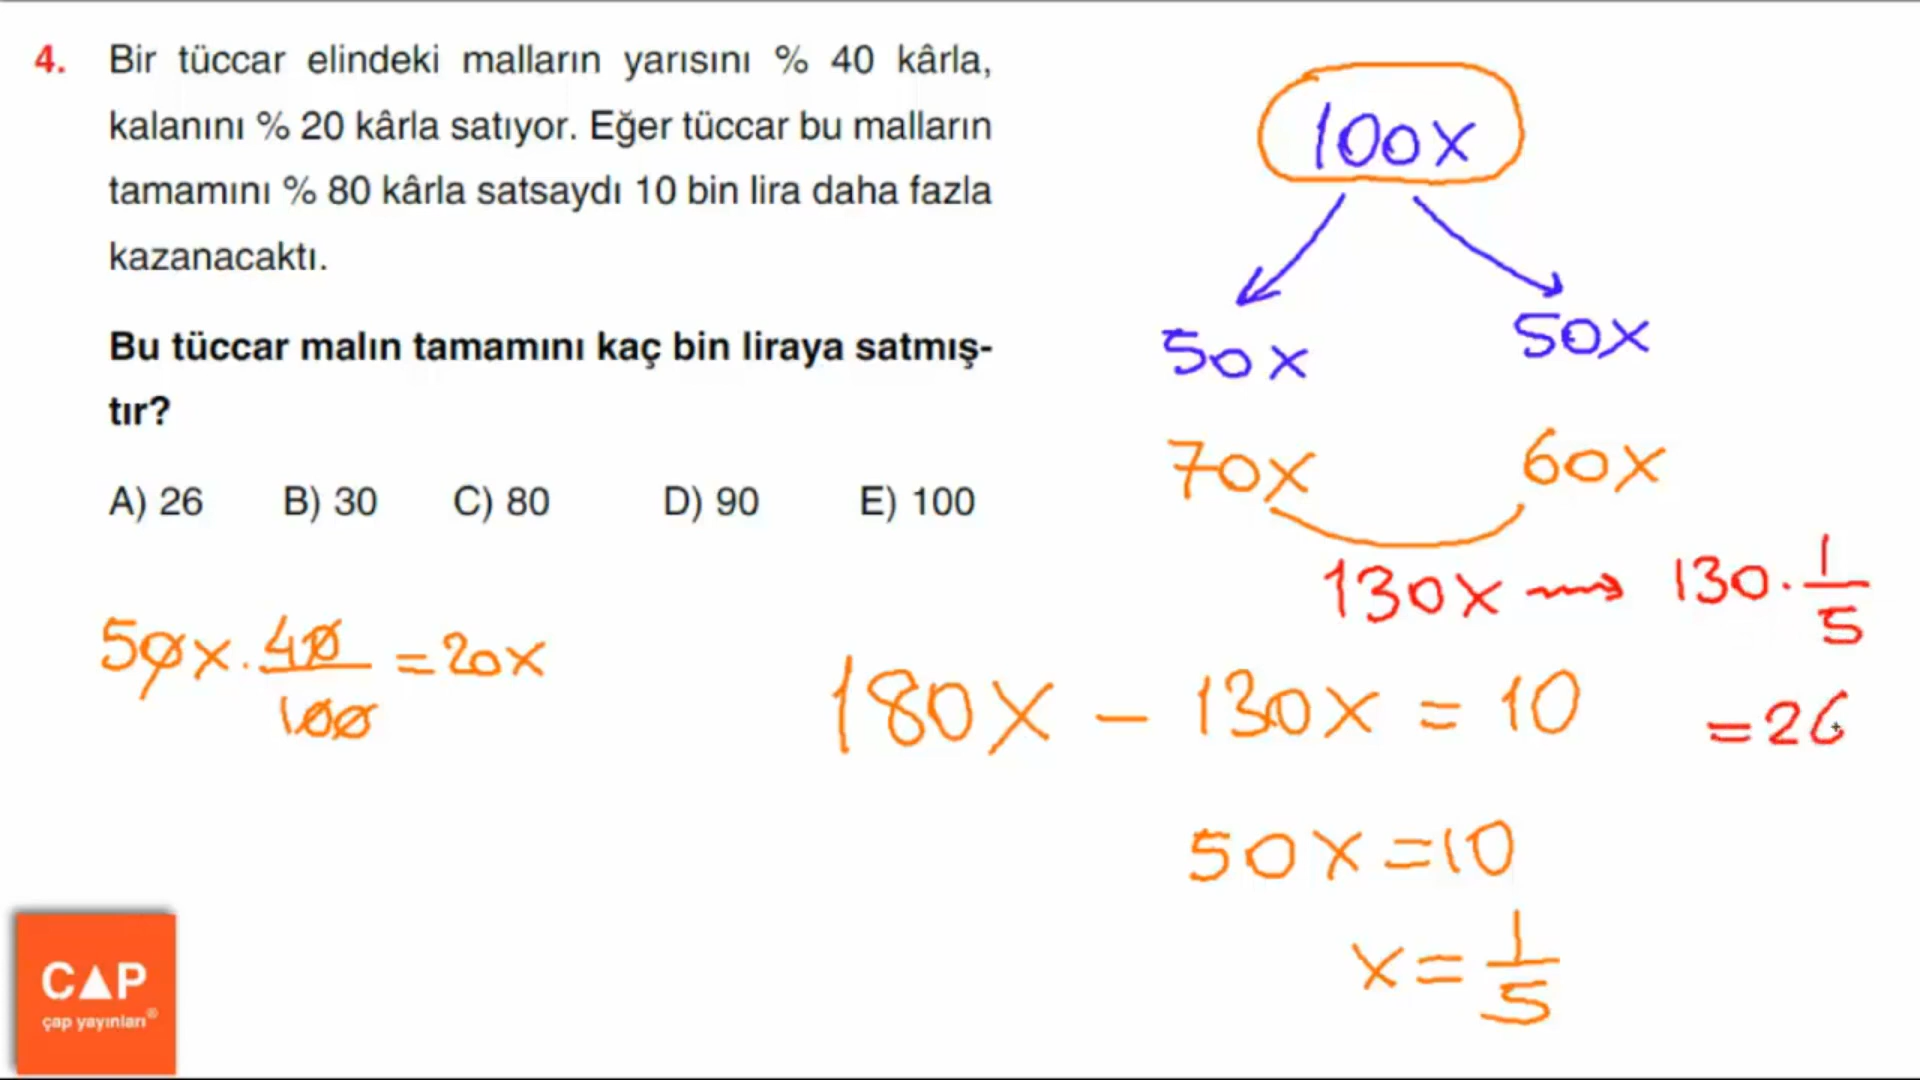 4. Bir tüccar elindeki malların yarısını % 40 kârla,
kalanını % 20 kârla satıyor. Eğer tüccar bu malların
tamamını % 80 kârla satsaydı 10 bin lira daha fazla
kazanacaktı.
Bu tüccar malın tamamını kaç bin liraya satmış-
tır?
A) 26 B) 30 C) 80 D) 90 E) 100
100x
50x 50x
70x 60x
130x → 130 · 1/5
= 26
50x · 40/100 = 20x
180x - 130x = 10
50x = 10
x = 1/5
CAP
çap yayınları®